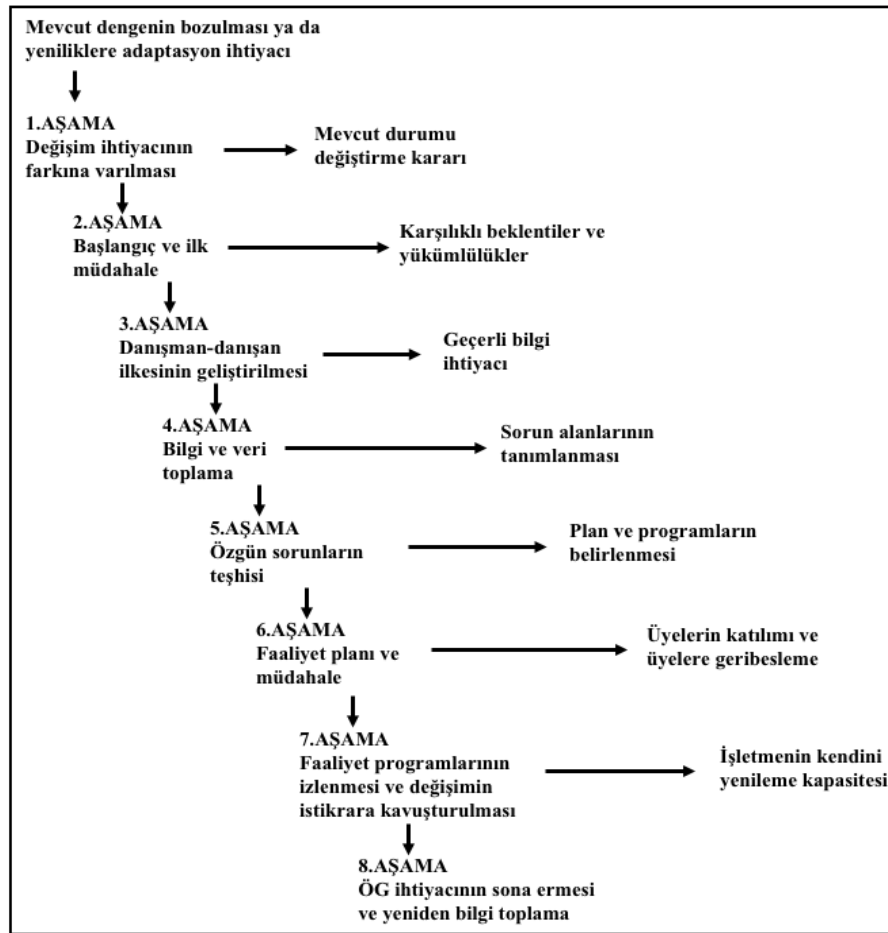 Mevcut dengenin bozulması ya da
yeniliklere adaptasyon ihtiyacı
1.AŞAMA
Değişim ihtiyacının
farkına varılması
Mevcut durumu
değiştirme kararı
2.AŞAMA
Başlangıç ve ilk
müdahale
Karşılıklı beklentiler ve
yükümlülükler
3.AŞAMA
Danışman-danışan
ilkesinin geliştirilmesi
Geçerli bilgi
ihtiyacı
4.AŞAMA
Bilgi ve veri
toplama
Sorun alanlarının
tanımlanması
5.AŞAMA
Özgün sorunların
teşhisi
Plan ve programların
belirlenmesi
6.AŞAMA
Faaliyet planı ve
müdahale
Üyelerin katılımı ve
üyelere geribesleme
7.AŞAMA
Faaliyet programlarının
izlenmesi ve değişimin
istikrara kavuşturulması
İşletmenin kendini
yenileme kapasitesi
8.AŞAMA
ÖG ihtiyacının sona ermesi
ve yeniden bilgi toplama